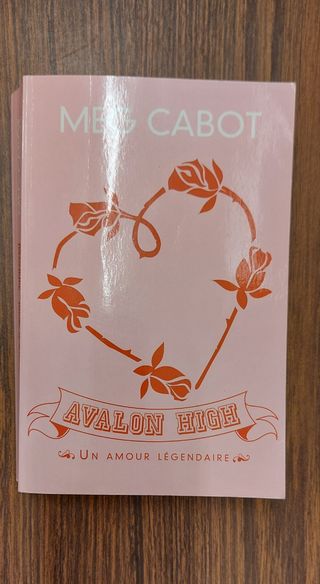 MEG CABOT
AVALON HIGH
UN AMOUR LÉGENDAIRE